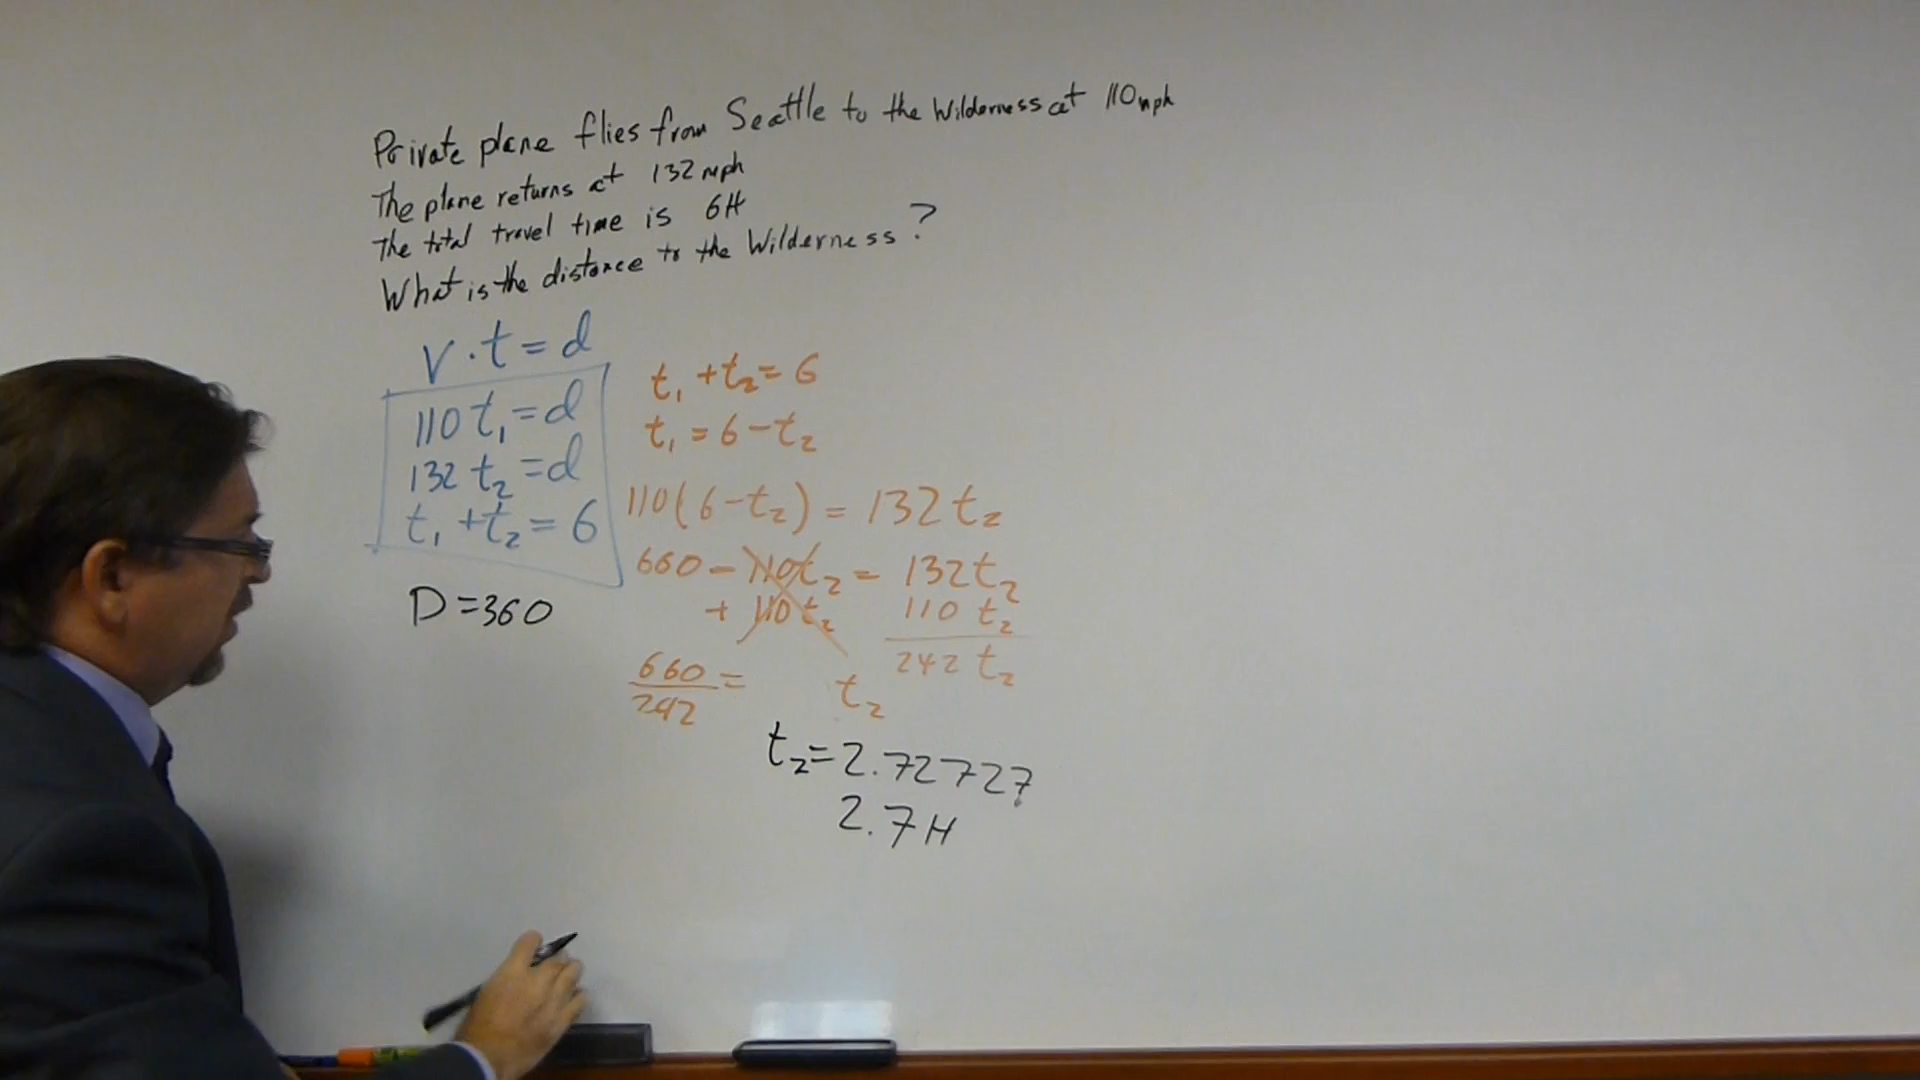 Private plane flies from Seattle to the Wilderness at 110mph
The plane returns at 132mph
The total travel time is 6H
What is the distance to the Wilderness?
V·t=d
110t₁=d
132t₂=d
t₁+t₂=6
D=360
t₁+t₂=6
t₁=6-t₂
110(6-t₂)=132t₂
660-110t₂=132t₂
+110t₂ 110t₂
242t₂
660/242= t₂
t₂=2.72727
2.7H